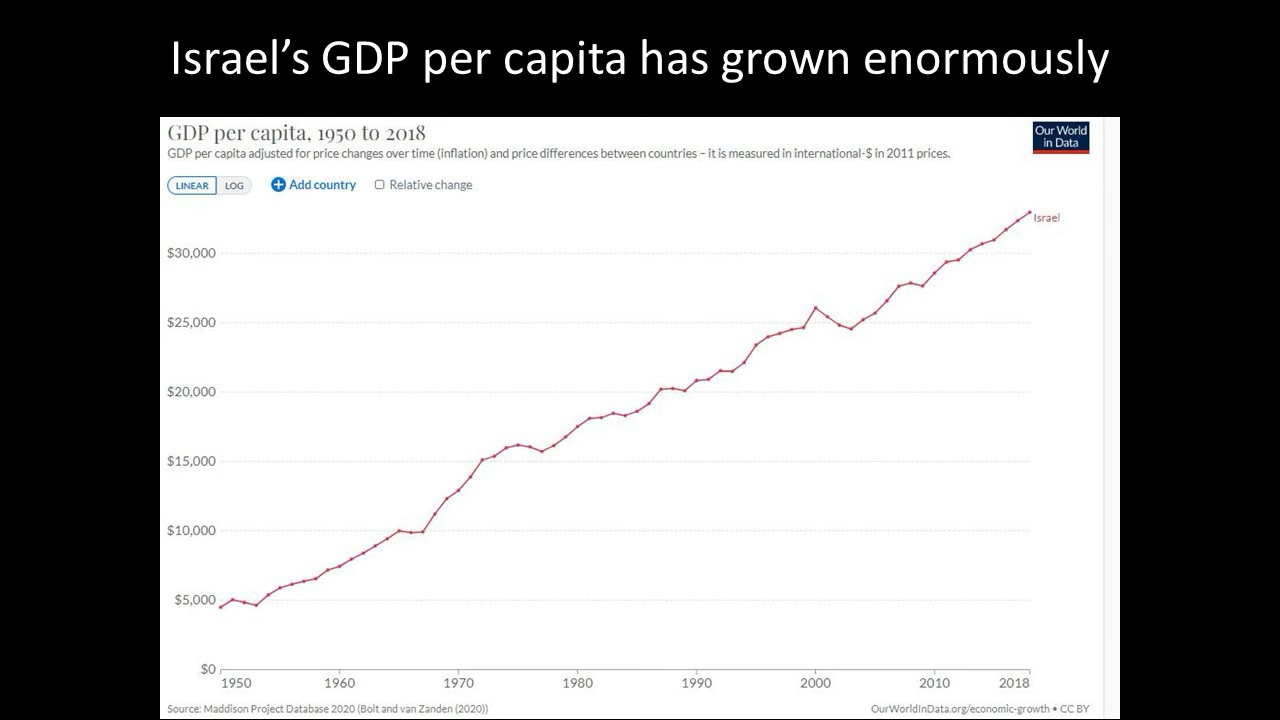 Israel’s GDP per capita has grown enormously
GDP per capita, 1950 to 2018
Our World
in Data
GDP per capita adjusted for price changes over time (inflation) and price differences between countries – it is measured in international-$ in 2011 prices.
LINEAR LOG Add country Relative change
Israel
$30,000
$25,000
$20,000
$15,000
$10,000
$5,000
$0
1950 1960 1970 1980 1990 2000 2010 2018
Source: Maddison Project Database 2020 (Bolt and van Zanden (2020))
OurWorldInData.org/economic-growth • CC BY